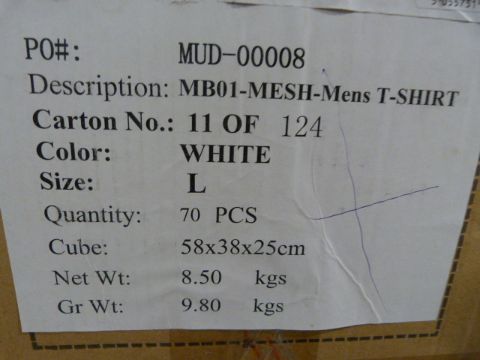 PO#: MUD-00008
Description: MB01-MESH-Mens T-SHIRT
Carton No.: 11 OF 124
Color: WHITE
Size: L
Quantity: 70 PCS
Cube: 58x38x25cm
Net Wt: 8.50 kgs
Gr Wt: 9.80 kgs